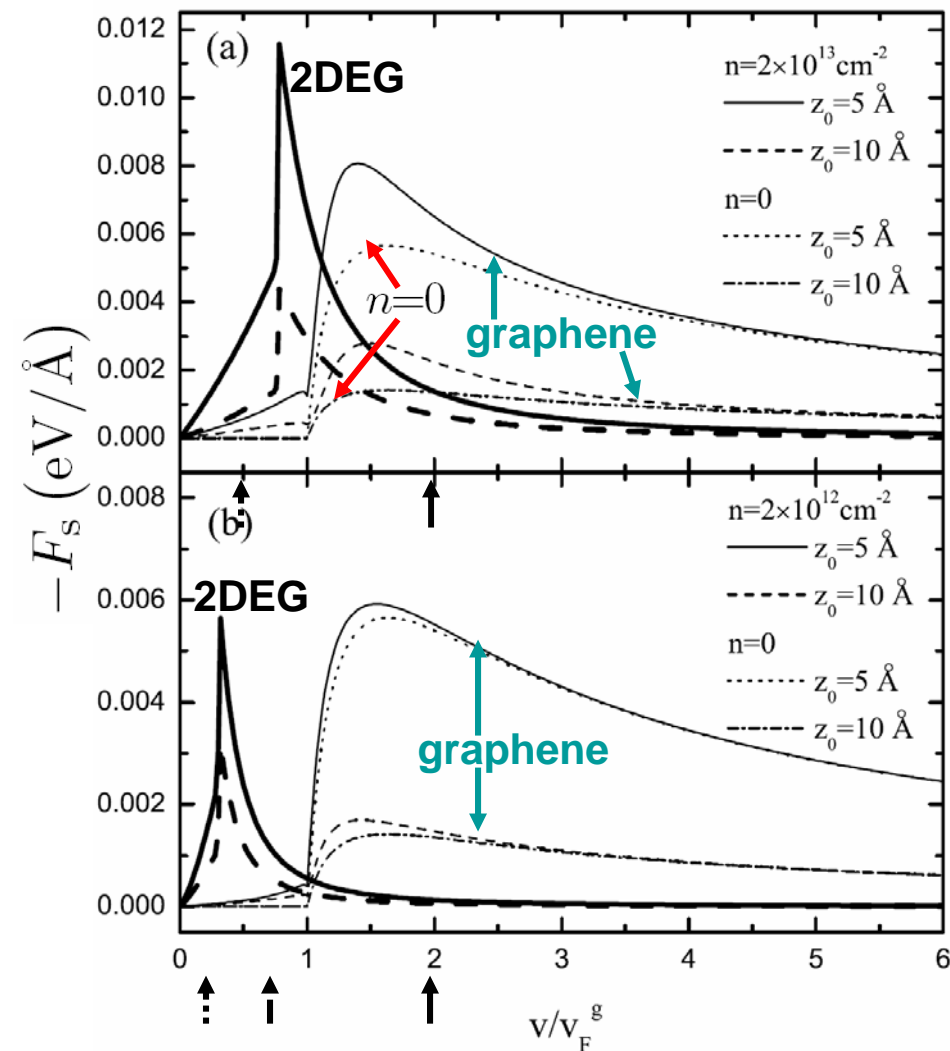 0.012
0.010
0.008
0.006
0.004
0.002
0.000
(a)
2DEG
n=2×10¹³cm⁻²
z₀=5 Å
z₀=10 Å
n=0
z₀=5 Å
z₀=10 Å
n=0
graphene
−Fₛ (eV/Å)
0.008
0.006
0.004
0.002
0.000
(b)
2DEG
n=2×10¹²cm⁻²
z₀=5 Å
z₀=10 Å
n=0
z₀=5 Å
z₀=10 Å
graphene
0 1 2 3 4 5 6
v/v_F^g